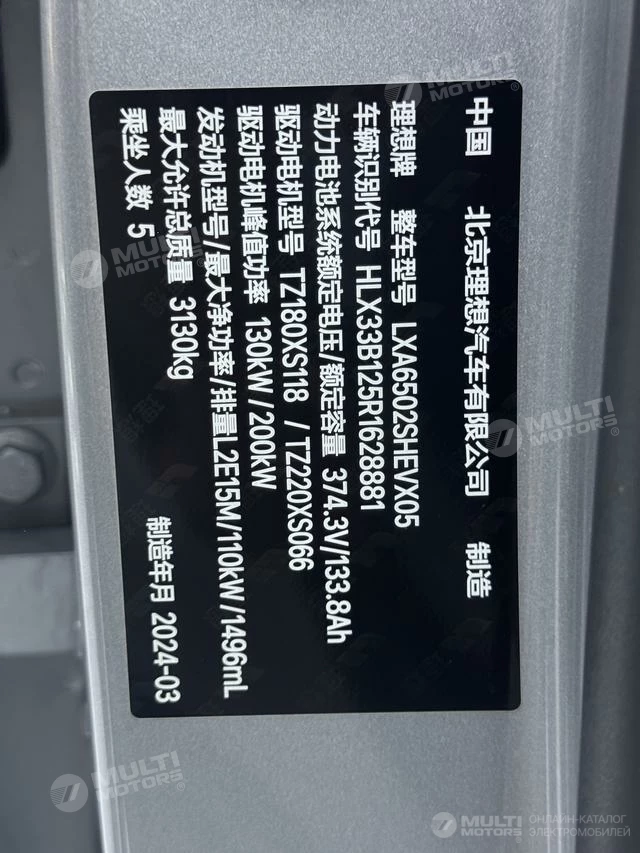 中国 北京理想汽车有限公司 制造
理想牌 整车型号 LXA6502SHEVX05
车辆识别代号 HLX33B125R1628881
动力电池系统额定电压/额定容量 374.3V/133.8Ah
驱动电机型号 TZ180XS118 / TZ220XS066
驱动电机峰值功率 130kW/200kW
发动机型号/最大净功率/排量L2E15M/110kW/1496mL
最大允许总质量 3130kg
乘坐人数 5 制造年月 2024-03
MULTI MOTORS®
MULTI MOTORS®
MULTI MOTORS®
MULTI MOTORS®
MULTI MOTORS® ОНЛАЙН-КАТАЛОГ ЭЛЕКТРОМОБИЛЕЙ